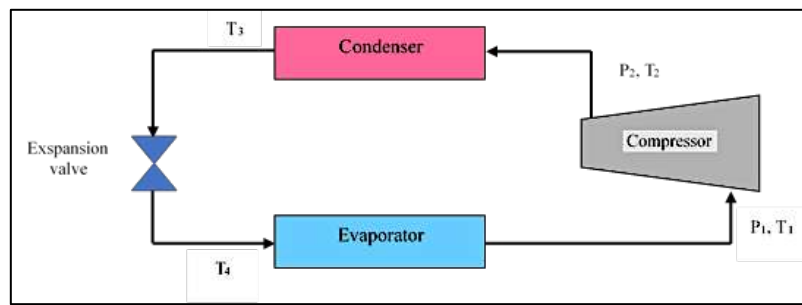 T₃
Condenser
P₂, T₂
Exspansion
valve
Compressor
Evaporator
P₁, T₁
T₄